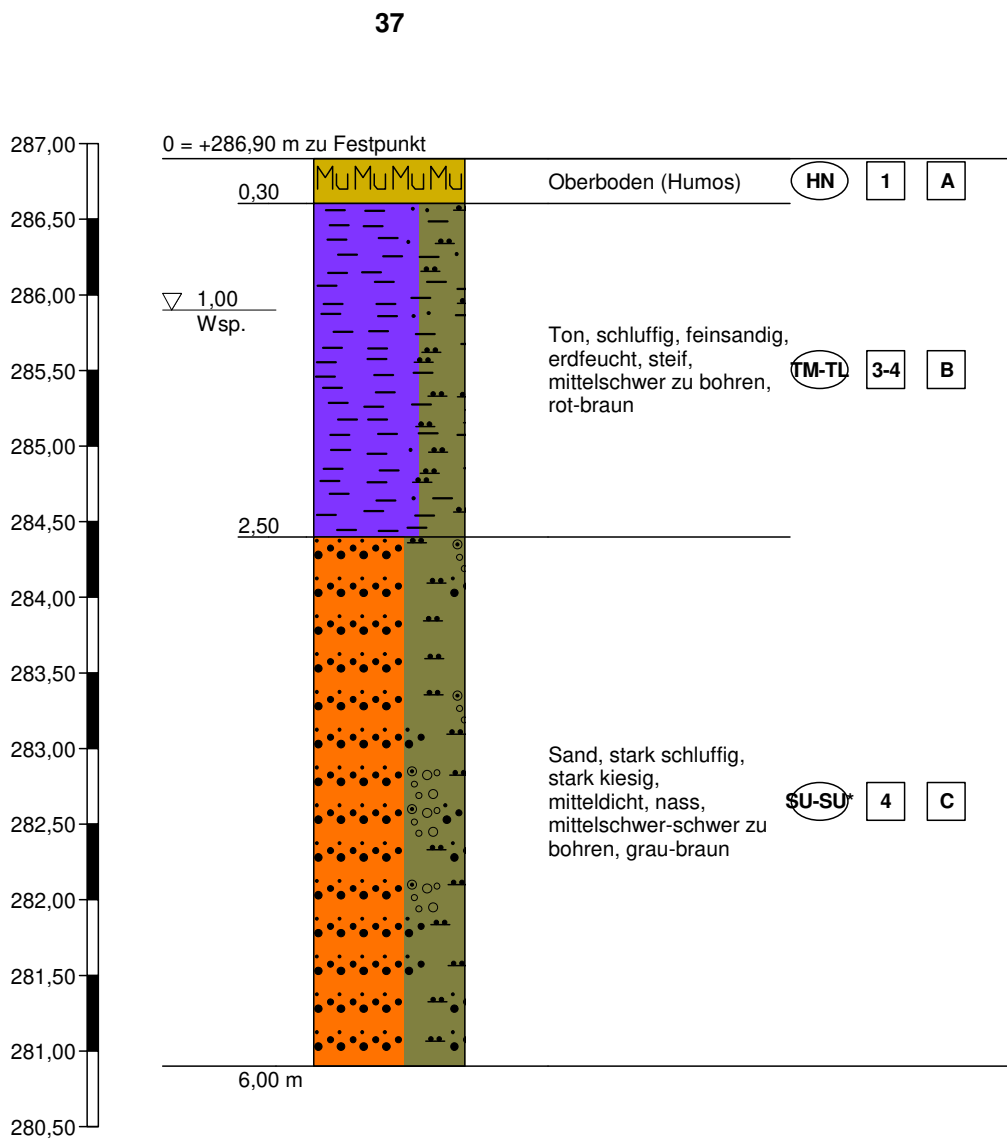 37
287,00
0 = +286,90 m zu Festpunkt
Mu Mu Mu Mu
0,30
Oberboden (Humos)
HN
1
A
286,50
286,00
1,00
Wsp.
285,50
Ton, schluffig, feinsandig,
erdfeucht, steif,
mittelschwer zu bohren,
rot-braun
TM-TL
3-4
B
285,00
284,50
2,50
284,00
283,50
283,00
Sand, stark schluffig,
stark kiesig,
mitteldicht, nass,
mittelschwer-schwer zu
bohren, grau-braun
SU-SU*
4
C
282,50
282,00
281,50
281,00
6,00 m
280,50